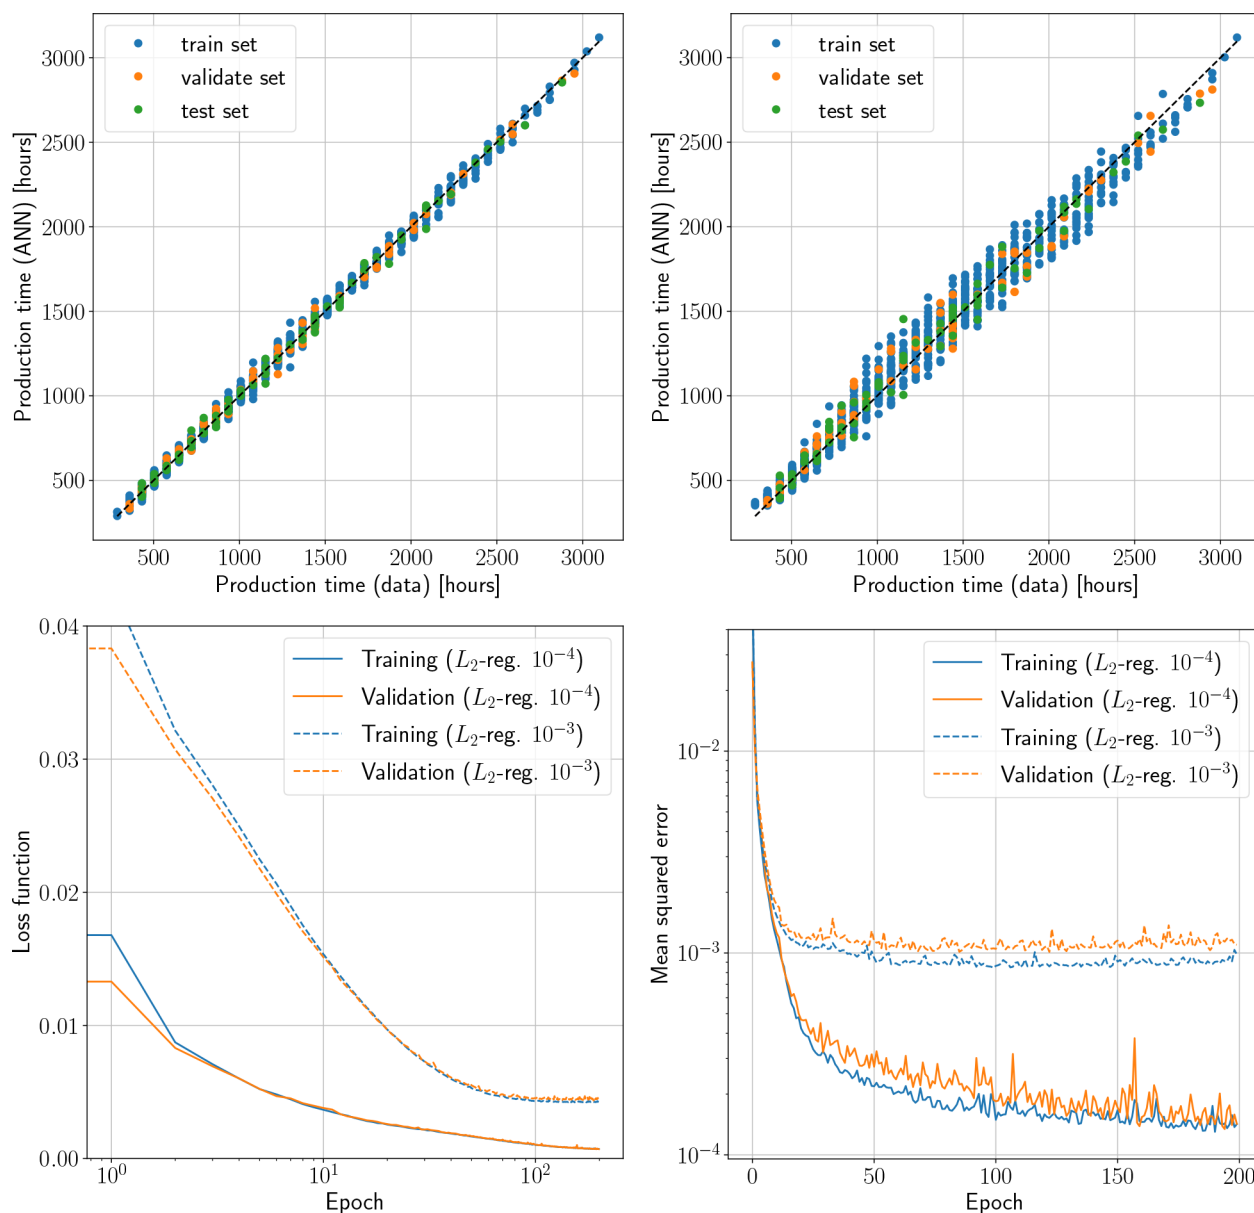 train set
validate set
test set
3000
2500
2000
1500
1000
500
Production time (ANN) [hours]
500 1000 1500 2000 2500 3000
Production time (data) [hours]
train set
validate set
test set
3000
2500
2000
1500
1000
500
Production time (ANN) [hours]
500 1000 1500 2000 2500 3000
Production time (data) [hours]
0.04
0.03
0.02
0.01
0.00
Loss function
Training (L₂-reg. 10⁻⁴)
Validation (L₂-reg. 10⁻⁴)
Training (L₂-reg. 10⁻³)
Validation (L₂-reg. 10⁻³)
10⁰ 10¹ 10²
Epoch
10⁻²
10⁻³
10⁻⁴
Mean squared error
Training (L₂-reg. 10⁻⁴)
Validation (L₂-reg. 10⁻⁴)
Training (L₂-reg. 10⁻³)
Validation (L₂-reg. 10⁻³)
0 50 100 150 200
Epoch